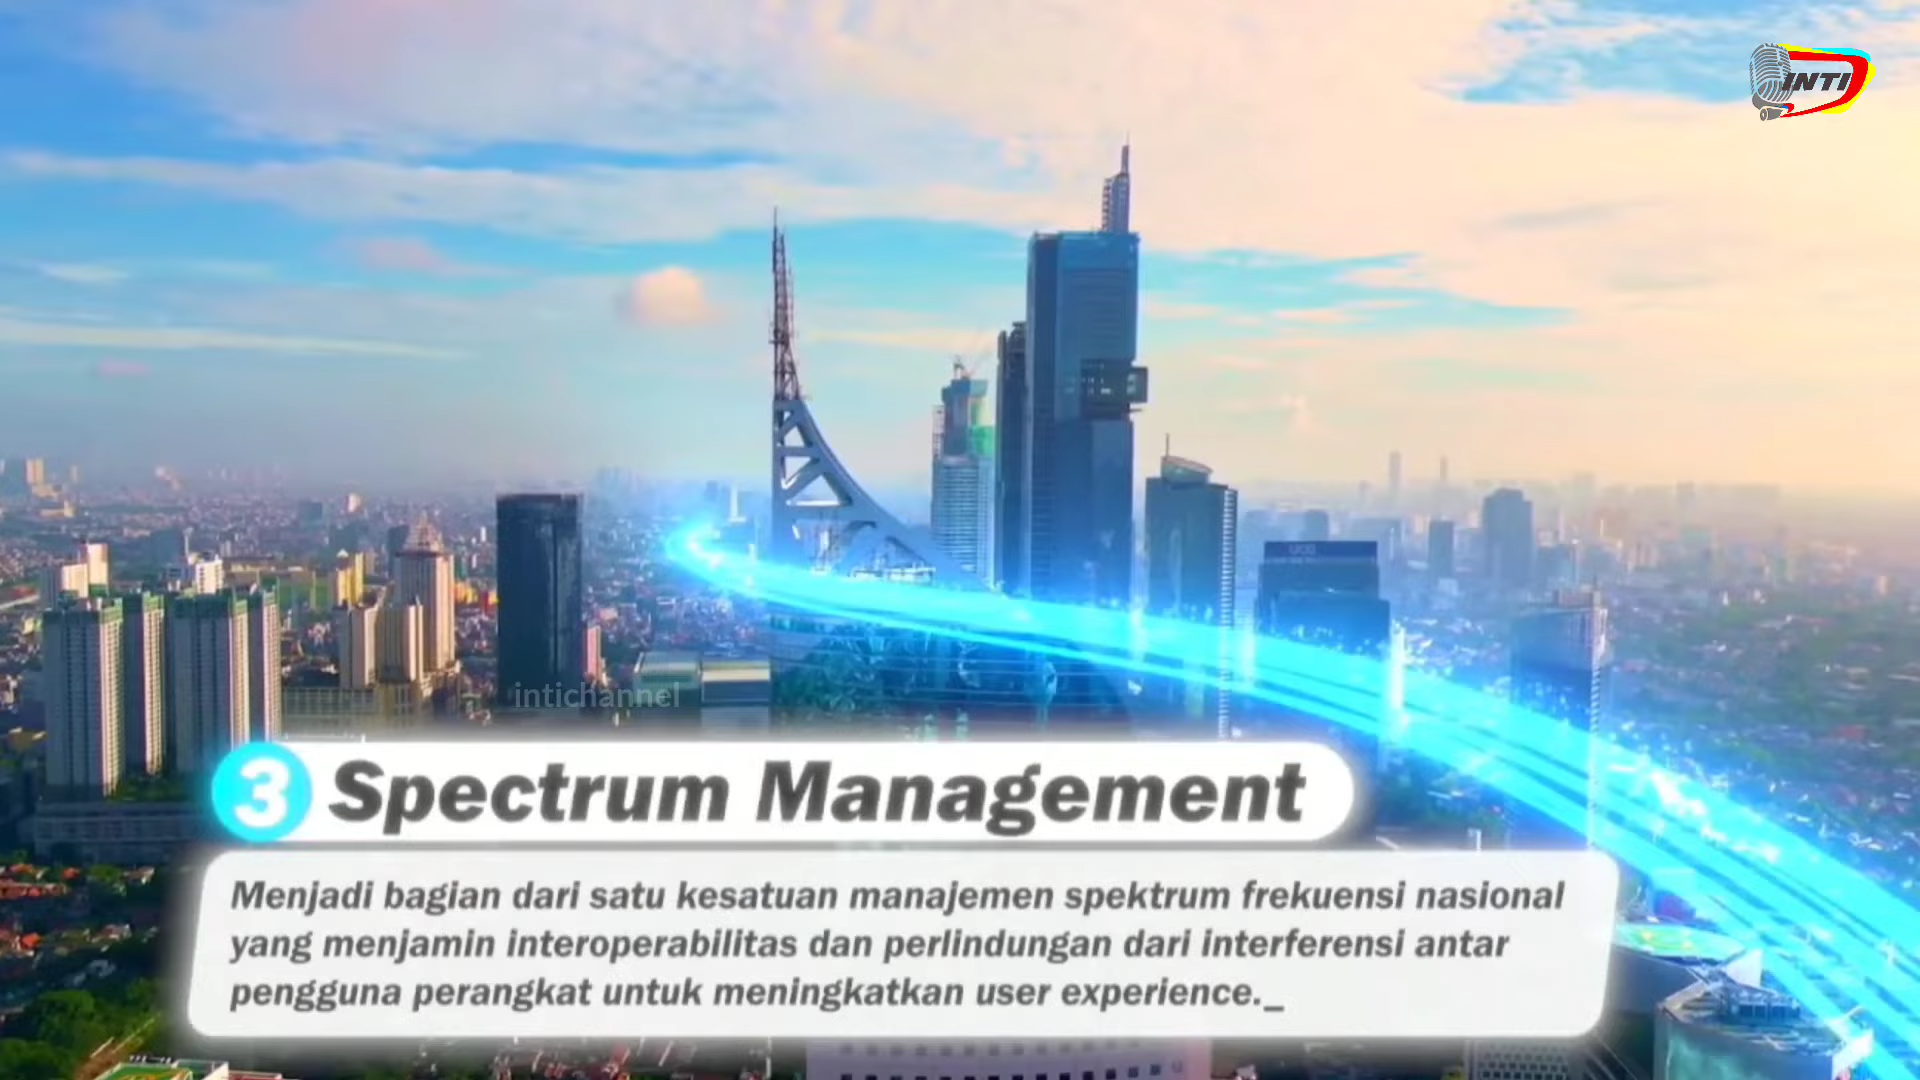 INTI
intichannel
3 Spectrum Management
Menjadi bagian dari satu kesatuan manajemen spektrum frekuensi nasional
yang menjamin interoperabilitas dan perlindungan dari interferensi antar
pengguna perangkat untuk meningkatkan user experience._